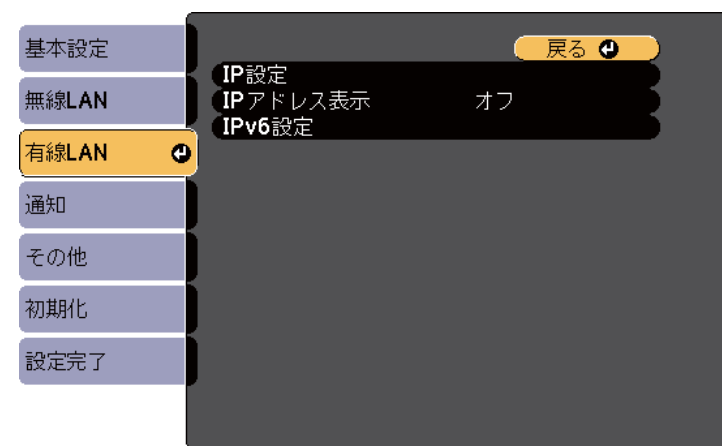 基本設定
無線LAN
有線LAN
通知
その他
初期化
設定完了
戻る
IP設定
IPアドレス表示 オフ
IPv6設定